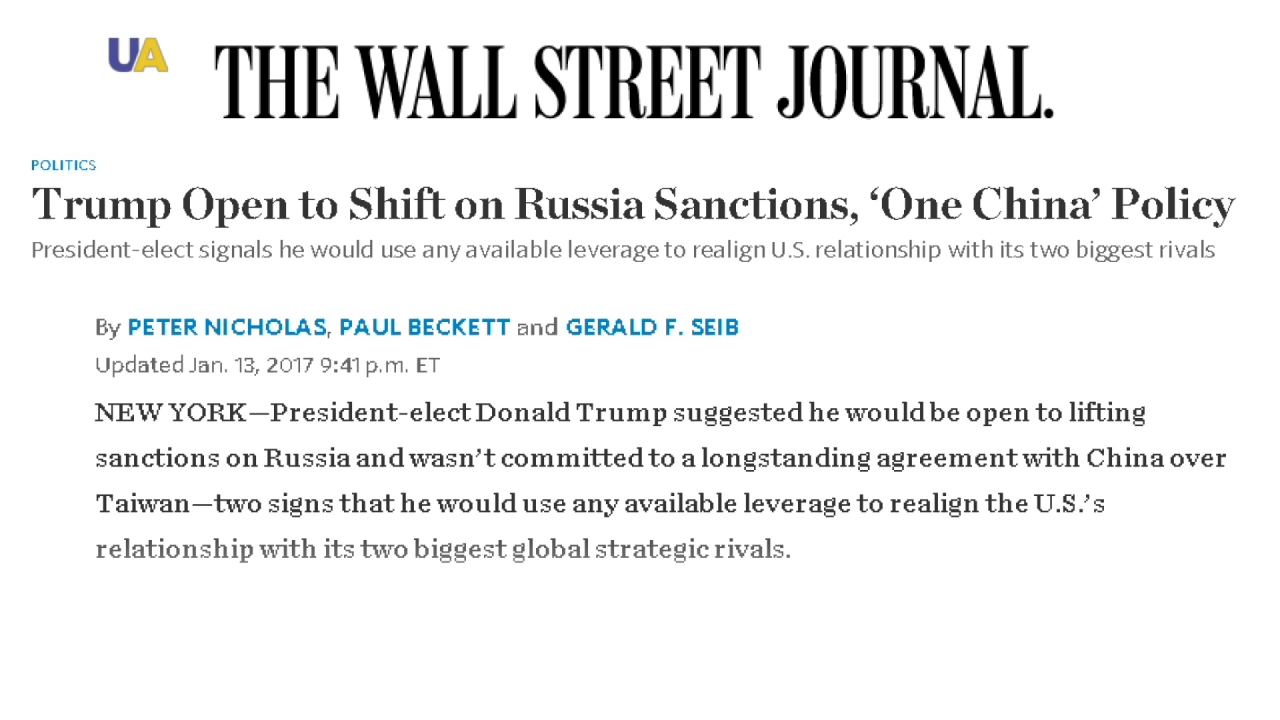 UA
THE WALL STREET JOURNAL.
POLITICS
Trump Open to Shift on Russia Sanctions, ‘One China’ Policy
President-elect signals he would use any available leverage to realign U.S. relationship with its two biggest rivals
By PETER NICHOLAS, PAUL BECKETT and GERALD F. SEIB
Updated Jan. 13, 2017 9:41 p.m. ET
NEW YORK—President-elect Donald Trump suggested he would be open to lifting
sanctions on Russia and wasn’t committed to a longstanding agreement with China over
Taiwan—two signs that he would use any available leverage to realign the U.S.’s
relationship with its two biggest global strategic rivals.